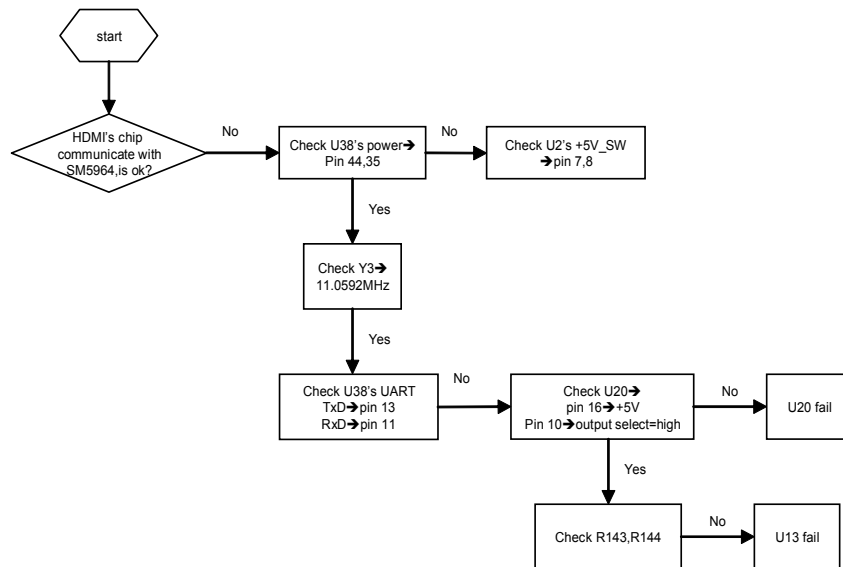 start
HDMI's chip
communicate with
SM5964,is ok?
No
Check U38's power➔
Pin 44,35
No
Check U2's +5V_SW
➔pin 7,8
Yes
Check Y3➔
11.0592MHz
Yes
Check U38's UART
TxD➔pin 13
RxD➔pin 11
No
Check U20➔
pin 16➔+5V
Pin 10➔output select=high
No
U20 fail
Yes
Check R143,R144
No
U13 fail